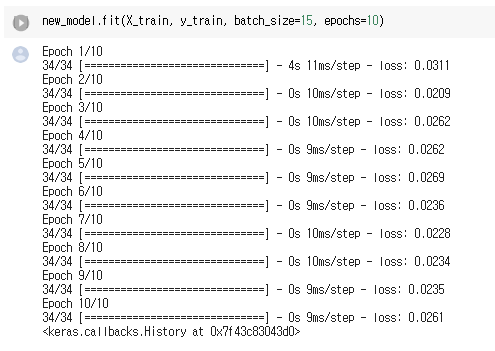 new_model.fit(X_train, y_train, batch_size=15, epochs=10)
Epoch 1/10
34/34 [==============================] - 4s 11ms/step - loss: 0.0311
Epoch 2/10
34/34 [==============================] - 0s 10ms/step - loss: 0.0209
Epoch 3/10
34/34 [==============================] - 0s 10ms/step - loss: 0.0262
Epoch 4/10
34/34 [==============================] - 0s 9ms/step - loss: 0.0262
Epoch 5/10
34/34 [==============================] - 0s 9ms/step - loss: 0.0269
Epoch 6/10
34/34 [==============================] - 0s 9ms/step - loss: 0.0236
Epoch 7/10
34/34 [==============================] - 0s 10ms/step - loss: 0.0228
Epoch 8/10
34/34 [==============================] - 0s 10ms/step - loss: 0.0234
Epoch 9/10
34/34 [==============================] - 0s 9ms/step - loss: 0.0235
Epoch 10/10
34/34 [==============================] - 0s 9ms/step - loss: 0.0261
<keras.callbacks.History at 0x7f43c83043d0>